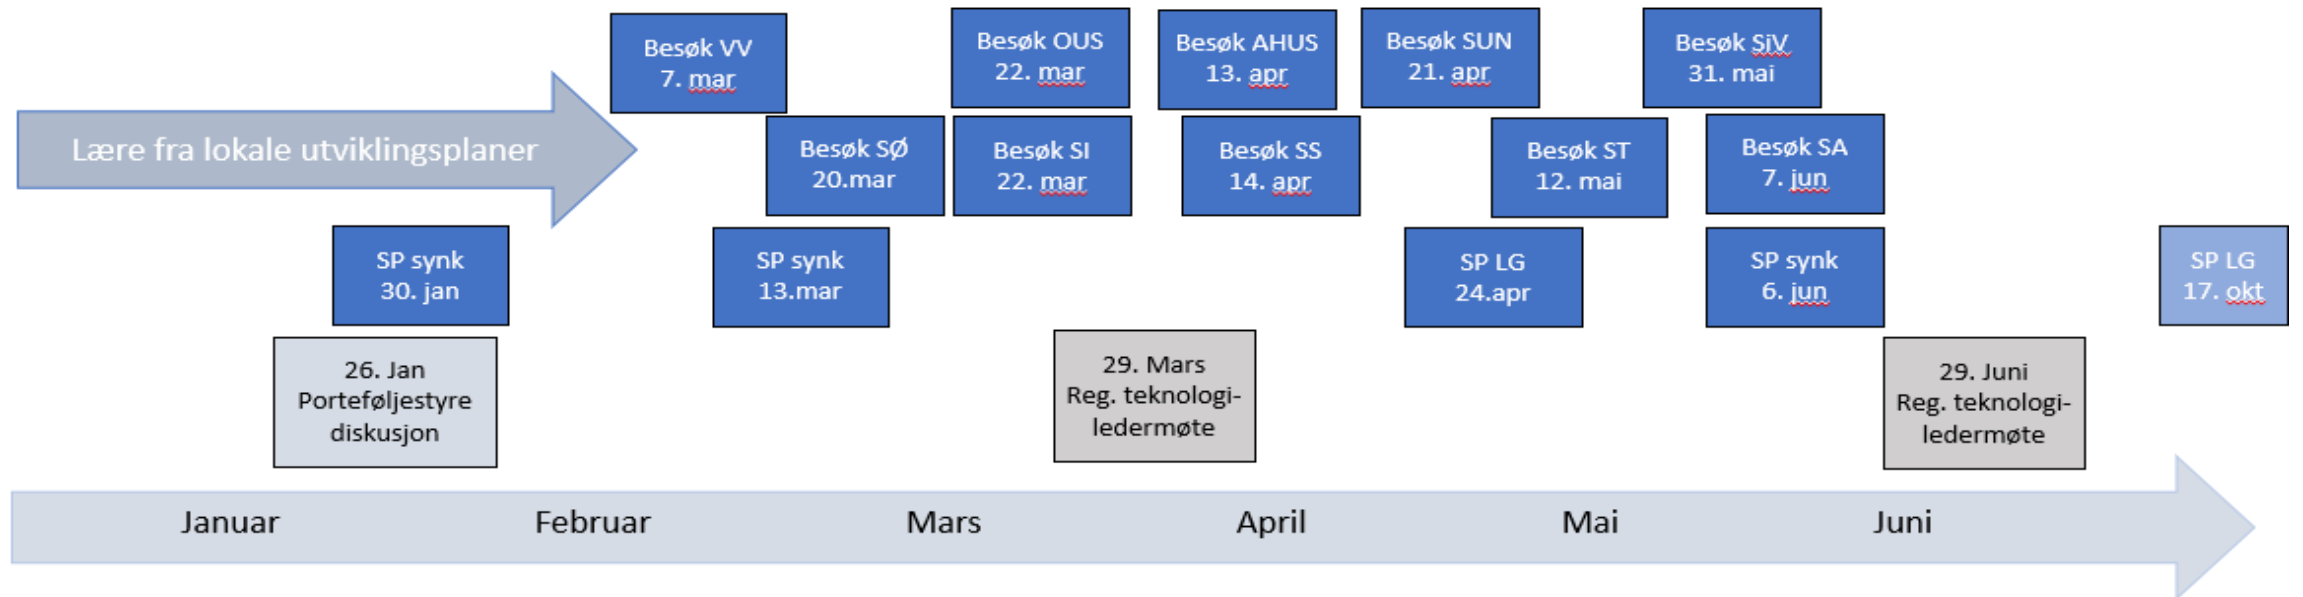 Besøk VV
7. mar
Besøk OUS
22. mar
Besøk AHUS
13. apr
Besøk SUN
21. apr
Besøk SiV
31. mai
Lære fra lokale utviklingsplaner
Besøk SØ
20.mar
Besøk SI
22. mar
Besøk SS
14. apr
Besøk ST
12. mai
Besøk SA
7. jun
SP synk
30. jan
SP synk
13.mar
SP LG
24.apr
SP synk
6. jun
SP LG
17. okt
26. Jan
Porteføljestyre
diskusjon
29. Mars
Reg. teknologi-
ledermøte
29. Juni
Reg. teknologi-
ledermøte
Januar
Februar
Mars
April
Mai
Juni